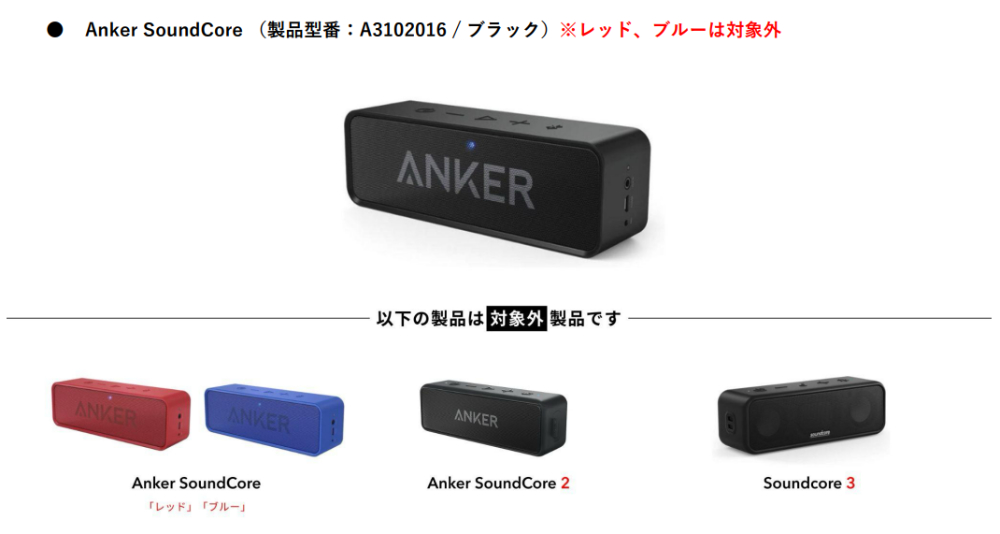 ● Anker SoundCore （製品型番：A3102016 / ブラック）※レッド、ブルーは対象外
ANKER
以下の製品は 対象外 製品です
ANKER
ANKER
ANKER
soundcore
Anker SoundCore
Anker SoundCore 2
Soundcore 3
「レッド」「ブルー」